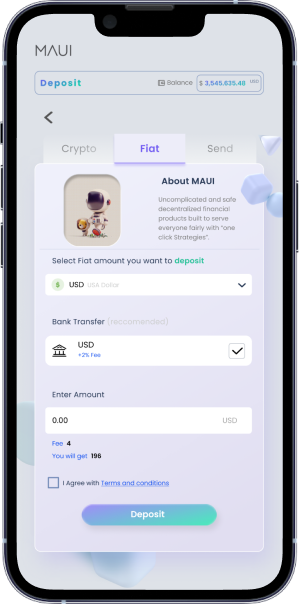 MAUI
Deposit
Balance
$ 3,545,635.40 USD
Crypto
Fiat
Send
About MAUI
Uncomplicated and safe
decentralized financial
products built to serve
everyone fairly with "one
click Strategies".
Select Fiat amount you want to deposit
$ USD USA Dollar
Bank Transfer (reccomended)
USD
+2% Fee
Enter Amount
0.00 USD
Fee 4
You will get 196
I Agree with Terms and conditions
Deposit